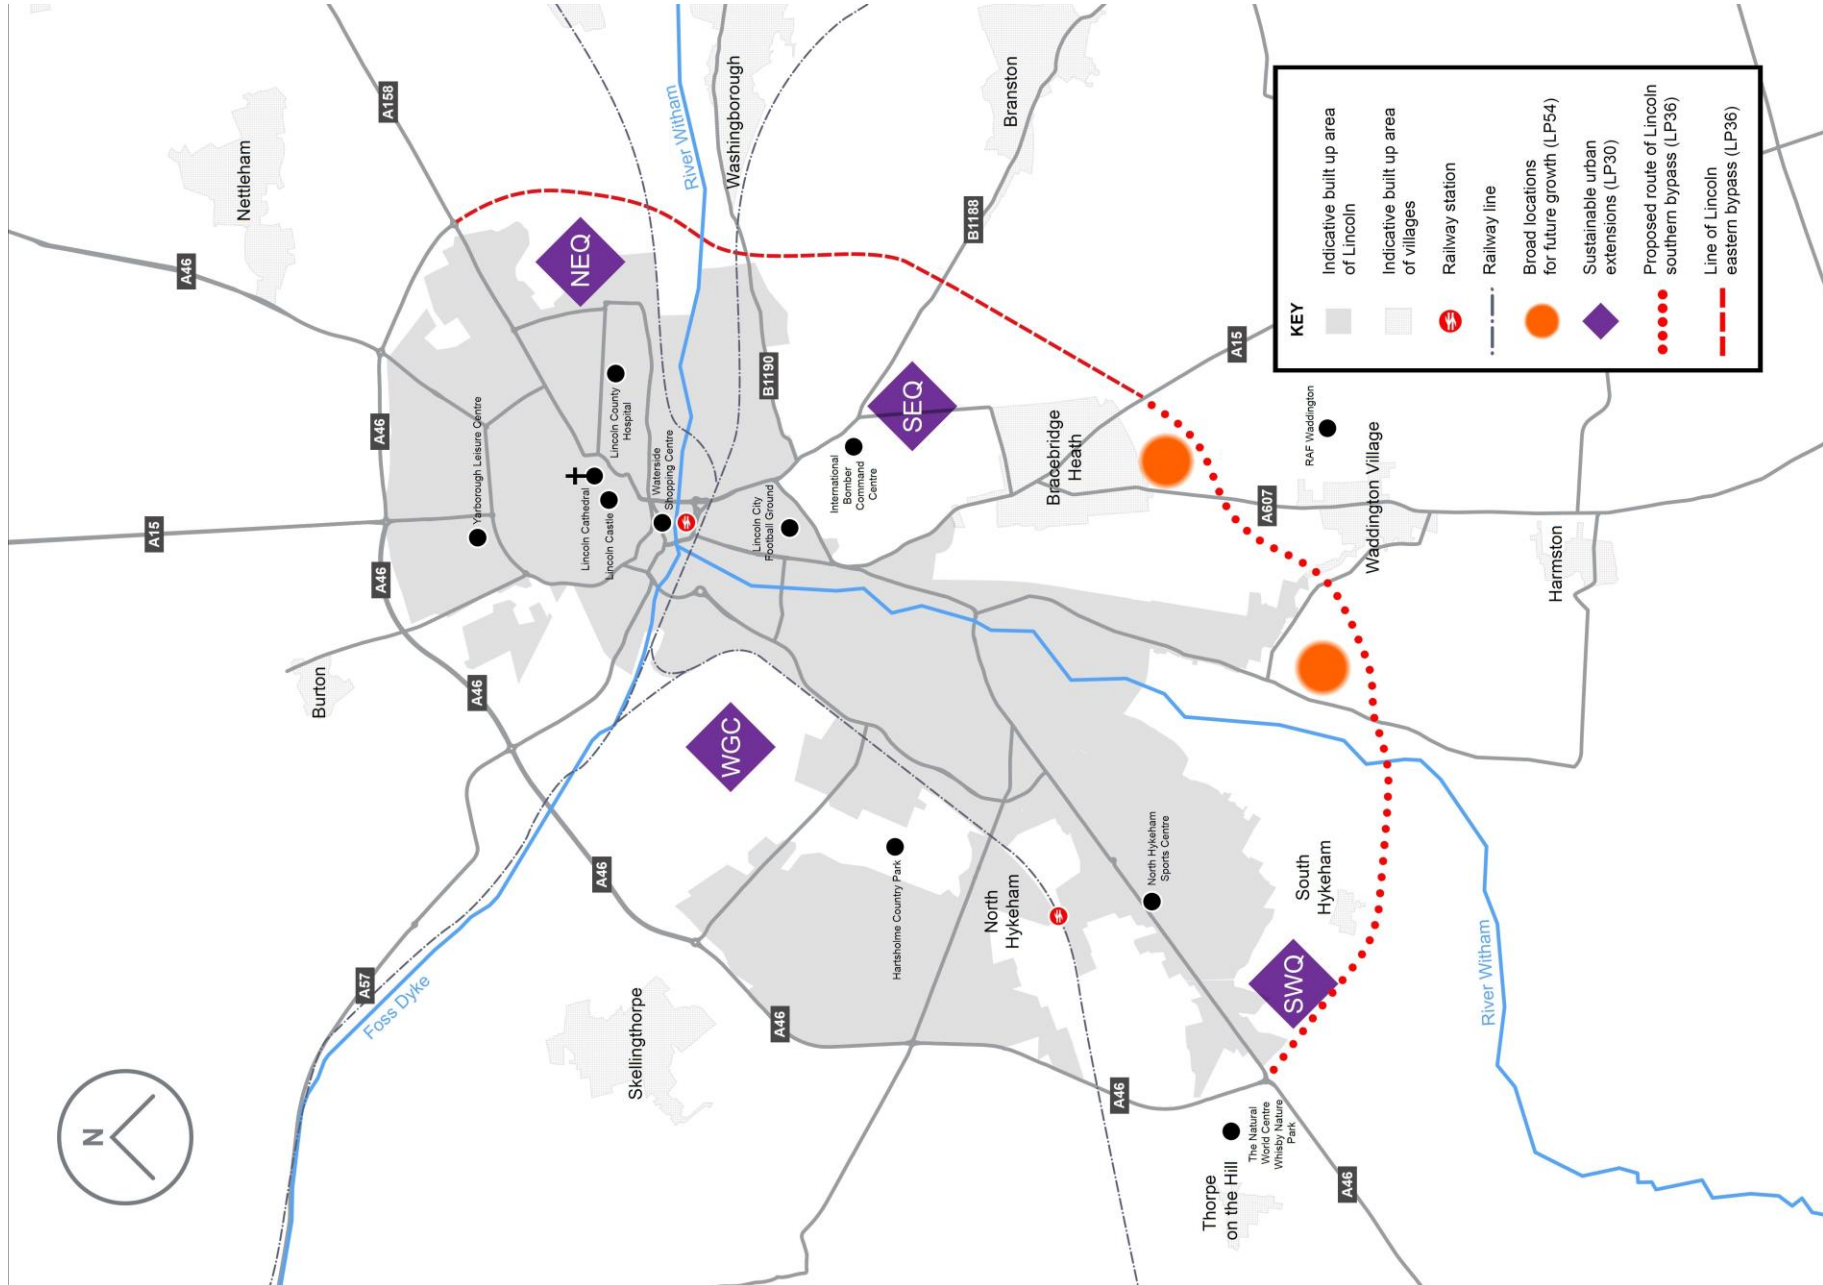 N
Nettleham
A158
A46
River Witham
Washingborough
Branston
B1188
NEQ
A46
A15
A46
A46
Burton
Yarborough Leisure Centre
Lincoln Cathedral
Lincoln Castle
Lincoln County
Hospital
Waterside
Shopping Centre
Lincoln City
Football Ground
B1190
International
Bomber
Command
Centre
SEQ
Bracebridge
Heath
A15
A607
RAF Waddington
Waddington Village
Harmston
WGC
A46
A57
Foss Dyke
Skellingthorpe
A46
Hartsholme Country Park
North
Hykeham
North Hykeham
Sports Centre
South
Hykeham
SWQ
A46
The Natural
World Centre
Whisby Nature
Park
Thorpe
on the Hill
A46
River Witham
KEY
Indicative built up area
of Lincoln
Indicative built up area
of villages
Railway station
Railway line
Broad locations
for future growth (LP54)
Sustainable urban
extensions (LP30)
Proposed route of Lincoln
southern bypass (LP36)
Line of Lincoln
eastern bypass (LP36)